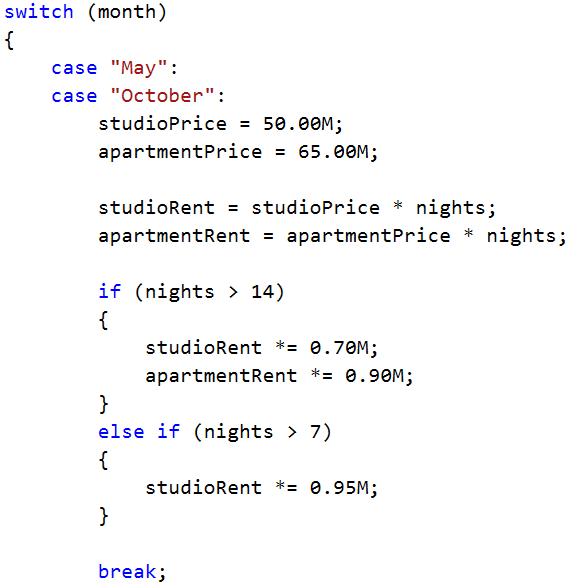 switch (month)
{
    case "May":
    case "October":
        studioPrice = 50.00M;
        apartmentPrice = 65.00M;

        studioRent = studioPrice * nights;
        apartmentRent = apartmentPrice * nights;

        if (nights > 14)
        {
            studioRent *= 0.70M;
            apartmentRent *= 0.90M;
        }
        else if (nights > 7)
        {
            studioRent *= 0.95M;
        }

        break;